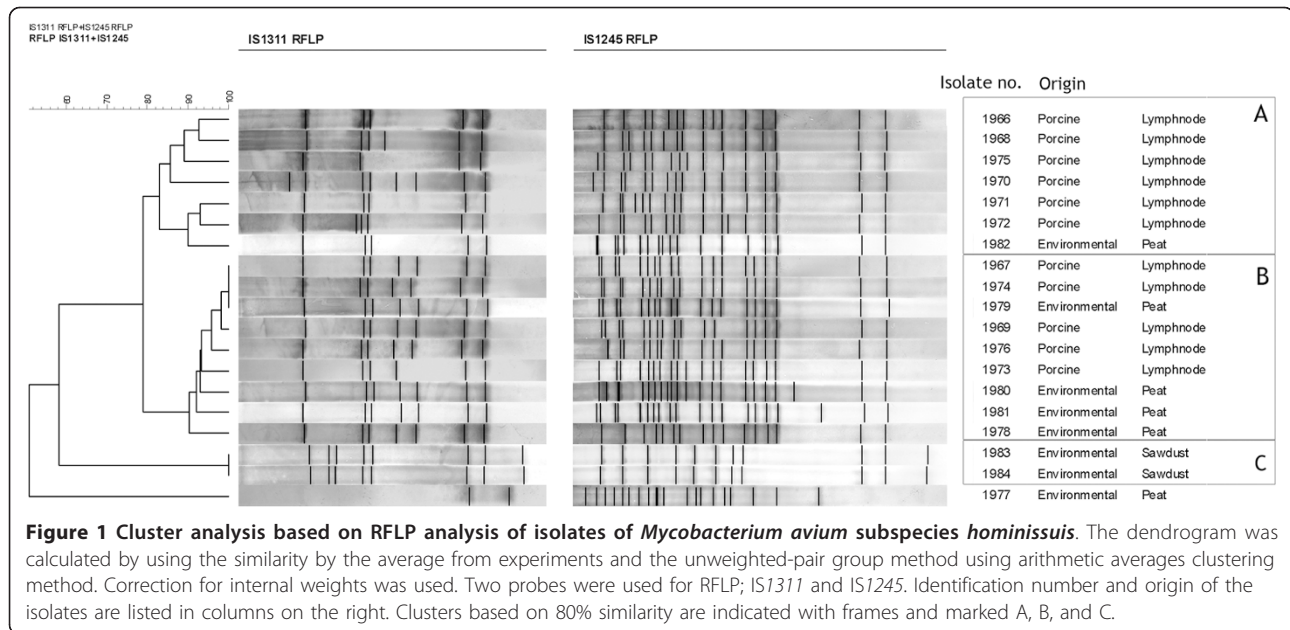 IS1311 RFLP+IS1245 RFLP
RFLP IS1311+IS1245
IS1311 RFLP
IS1245 RFLP
60 70 80 90 100
Isolate no. Origin
1966 Porcine Lymphnode A
1968 Porcine Lymphnode
1975 Porcine Lymphnode
1970 Porcine Lymphnode
1971 Porcine Lymphnode
1972 Porcine Lymphnode
1982 Environmental Peat
1967 Porcine Lymphnode B
1974 Porcine Lymphnode
1979 Environmental Peat
1969 Porcine Lymphnode
1976 Porcine Lymphnode
1973 Porcine Lymphnode
1980 Environmental Peat
1981 Environmental Peat
1978 Environmental Peat
1983 Environmental Sawdust C
1984 Environmental Sawdust
1977 Environmental Peat
Figure 1 Cluster analysis based on RFLP analysis of isolates of Mycobacterium avium subspecies hominissuis. The dendrogram was
calculated by using the similarity by the average from experiments and the unweighted-pair group method using arithmetic averages clustering
method. Correction for internal weights was used. Two probes were used for RFLP; IS1311 and IS1245. Identification number and origin of the
isolates are listed in columns on the right. Clusters based on 80% similarity are indicated with frames and marked A, B, and C.